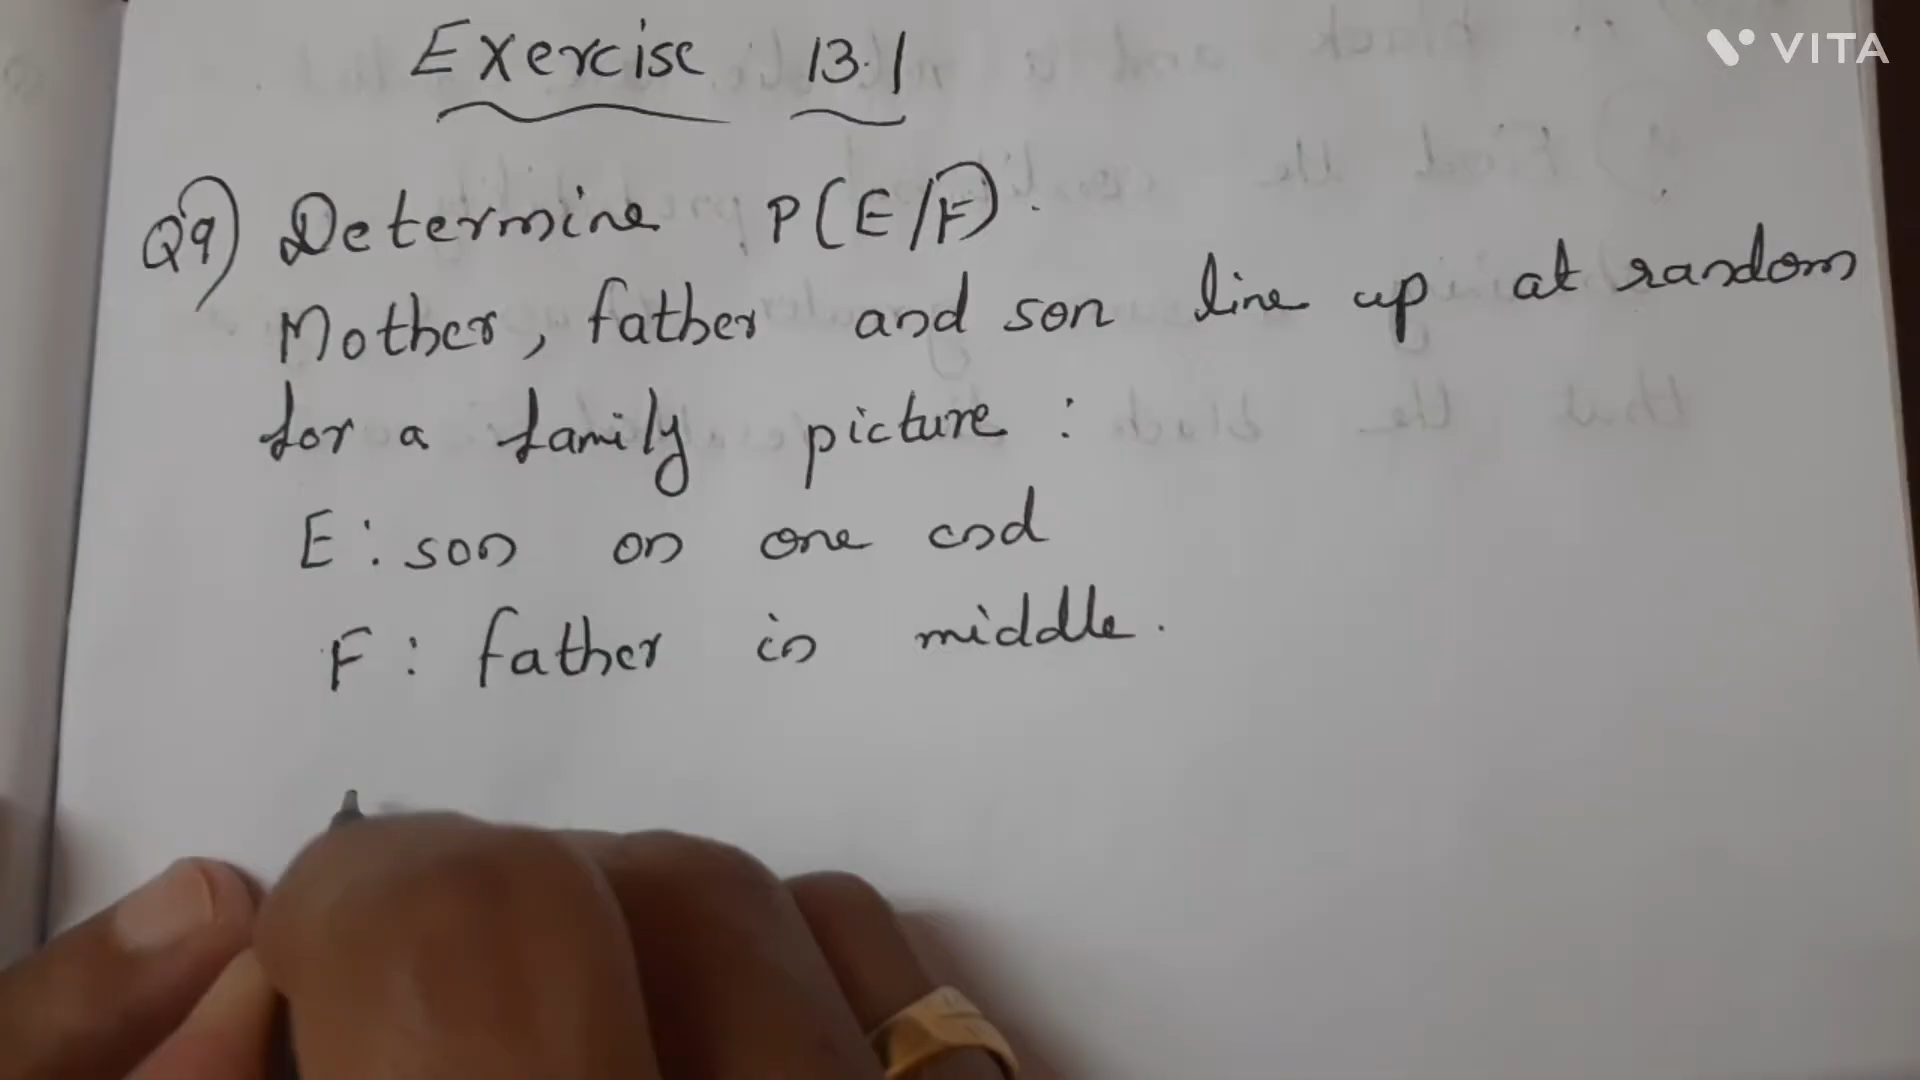 VITA
Exercise 13.1
Q9) Determine P(E/F).
Mother, father and son line up at random
for a family picture :
E : son on one end
F : father in middle.